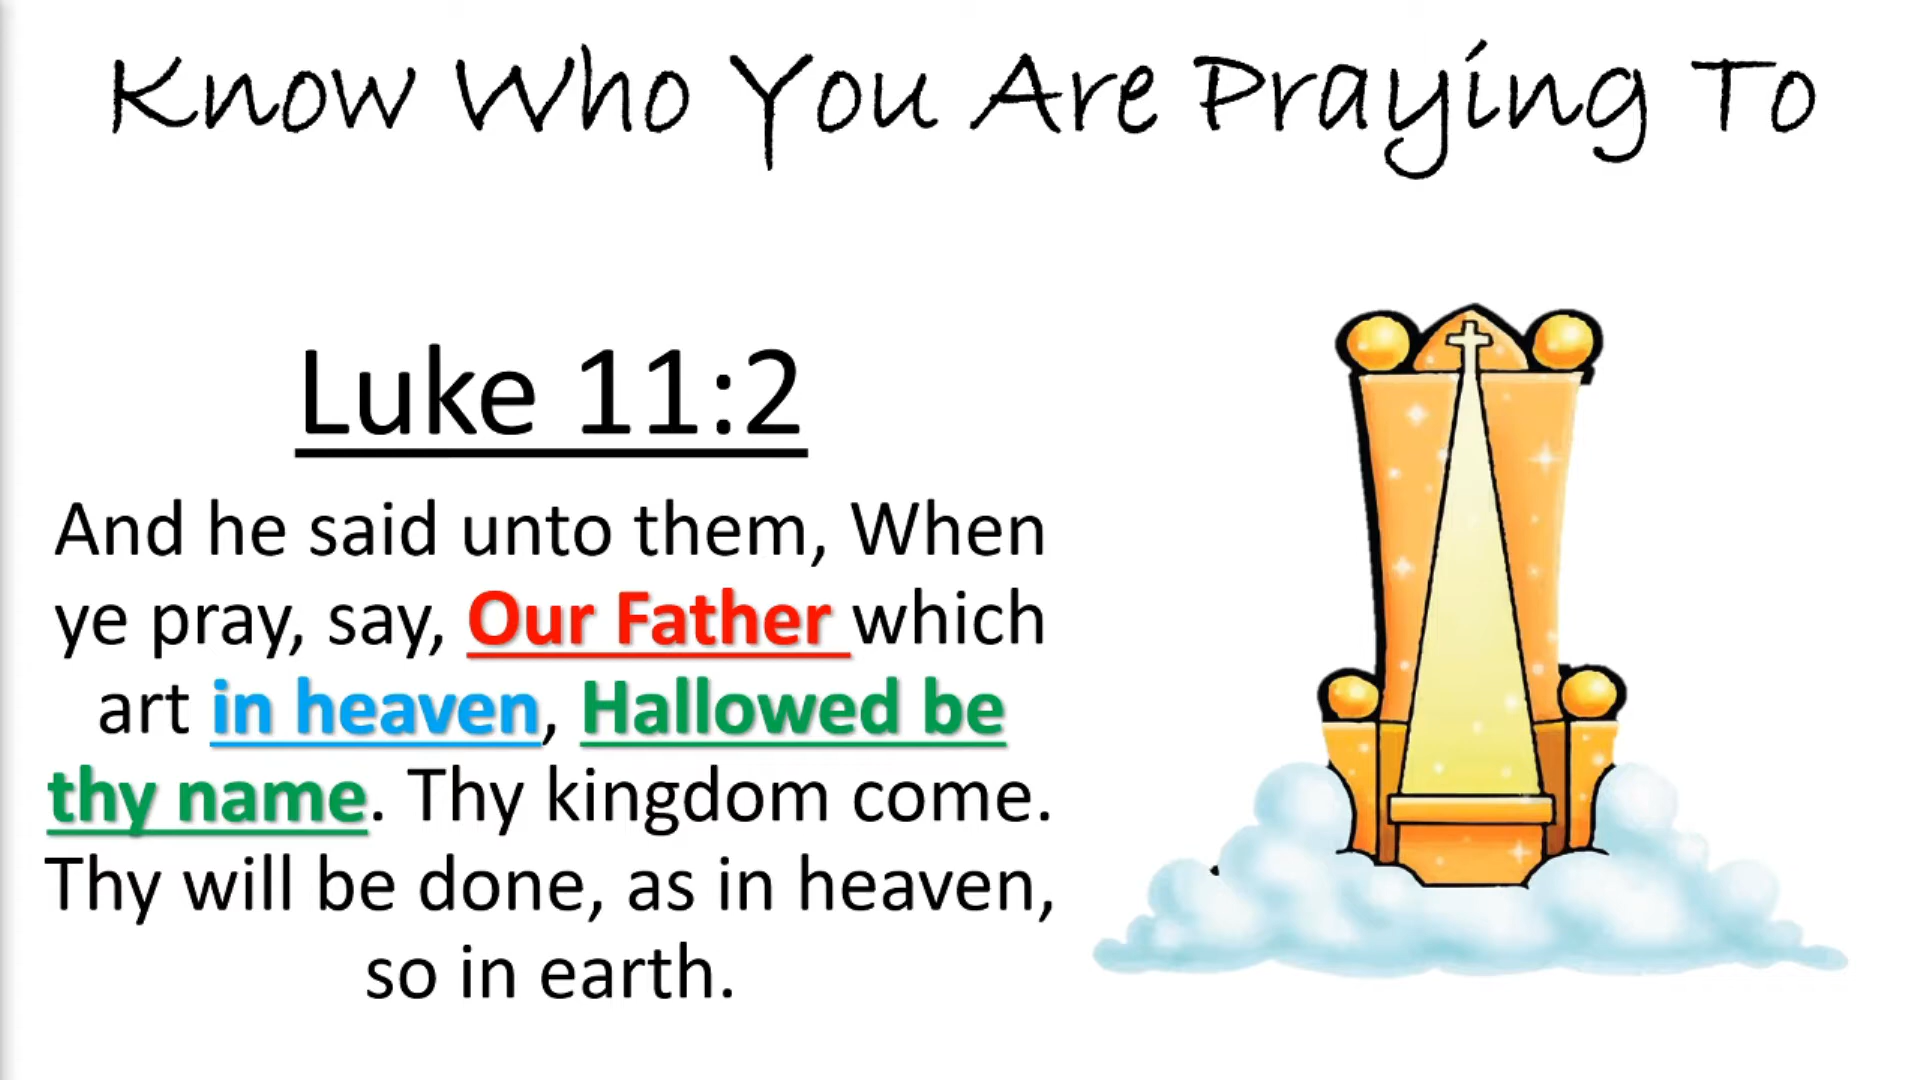 Know Who You Are Praying To
Luke 11:2
And he said unto them, When
ye pray, say, Our Father which
art in heaven, Hallowed be
thy name. Thy kingdom come.
Thy will be done, as in heaven,
so in earth.